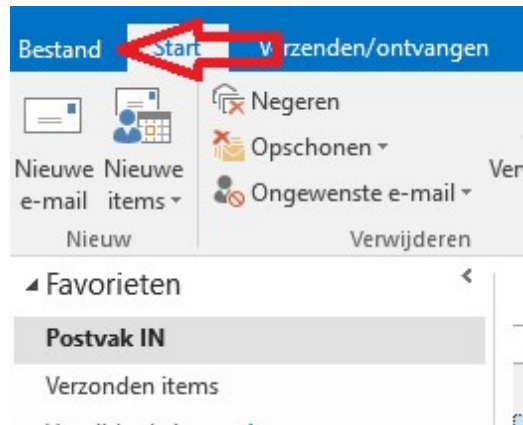 Bestand Start Verzenden/ontvangen
Negeren
Opschonen
Ongewenste e-mail
Nieuwe e-mail
Nieuwe items
Nieuw
Verwijderen
Favorieten
Postvak IN
Verzonden items